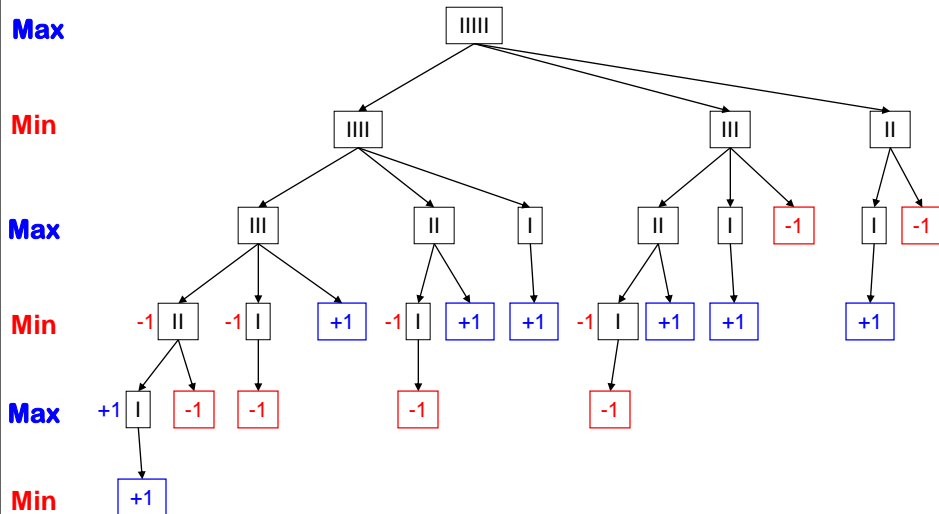 Max IIIII
Min IIII III II
Max III II I II I -1 I -1
Min -1 II -1 I +1 -1 I +1 +1 -1 I +1 +1 +1
Max +1 I -1 -1 -1 -1
Min +1